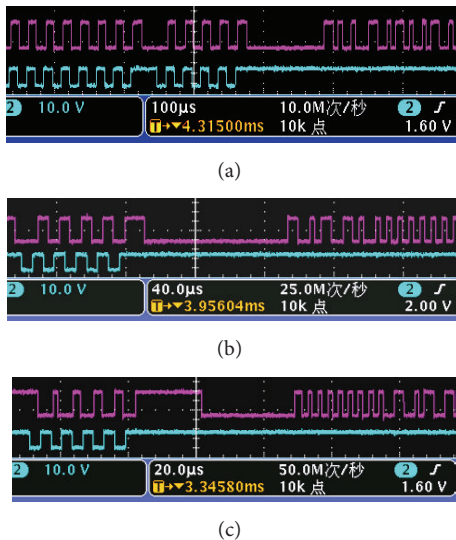 2 10.0 V 100µs 10.0M次/秒 2
T→▼4.31500ms 10k 点 1.60 V
(a)
2 10.0 V 40.0µs 25.0M次/秒 2
T→▼3.95604ms 10k 点 2.00 V
(b)
2 10.0 V 20.0µs 50.0M次/秒 2
T→▼3.34580ms 10k 点 1.60 V
(c)